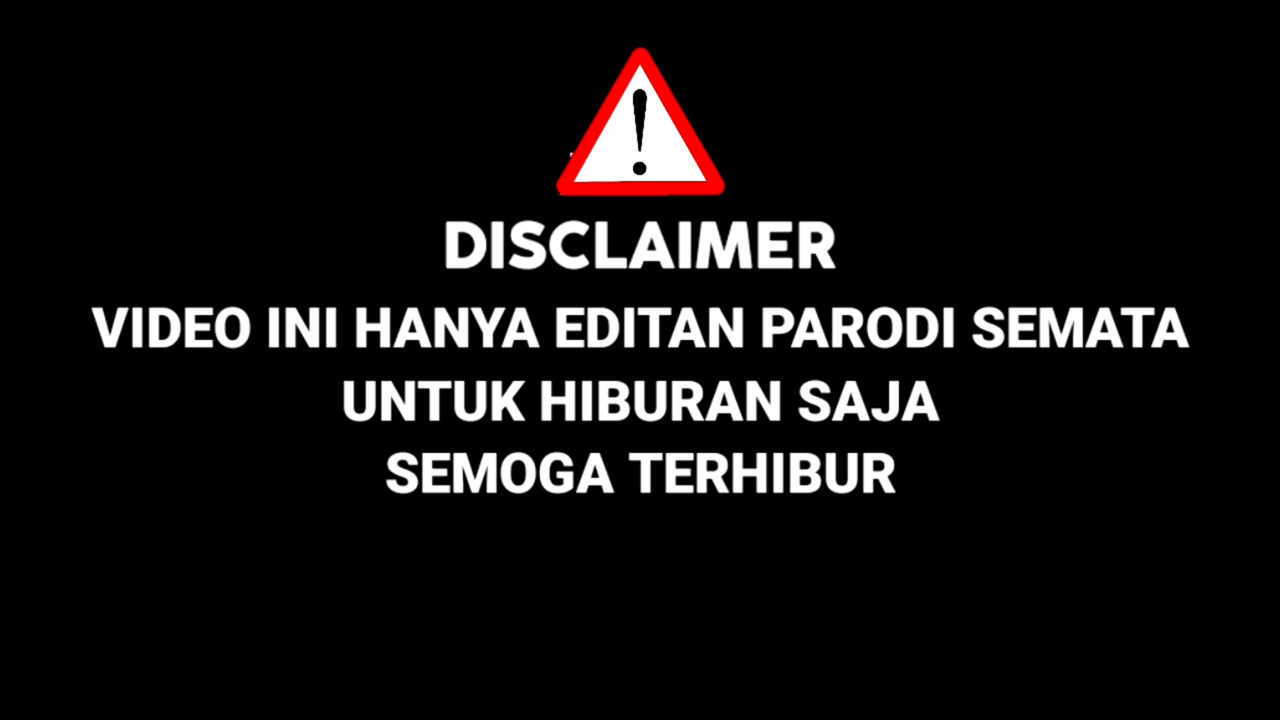 DISCLAIMER
VIDEO INI HANYA EDITAN PARODI SEMATA
UNTUK HIBURAN SAJA
SEMOGA TERHIBUR